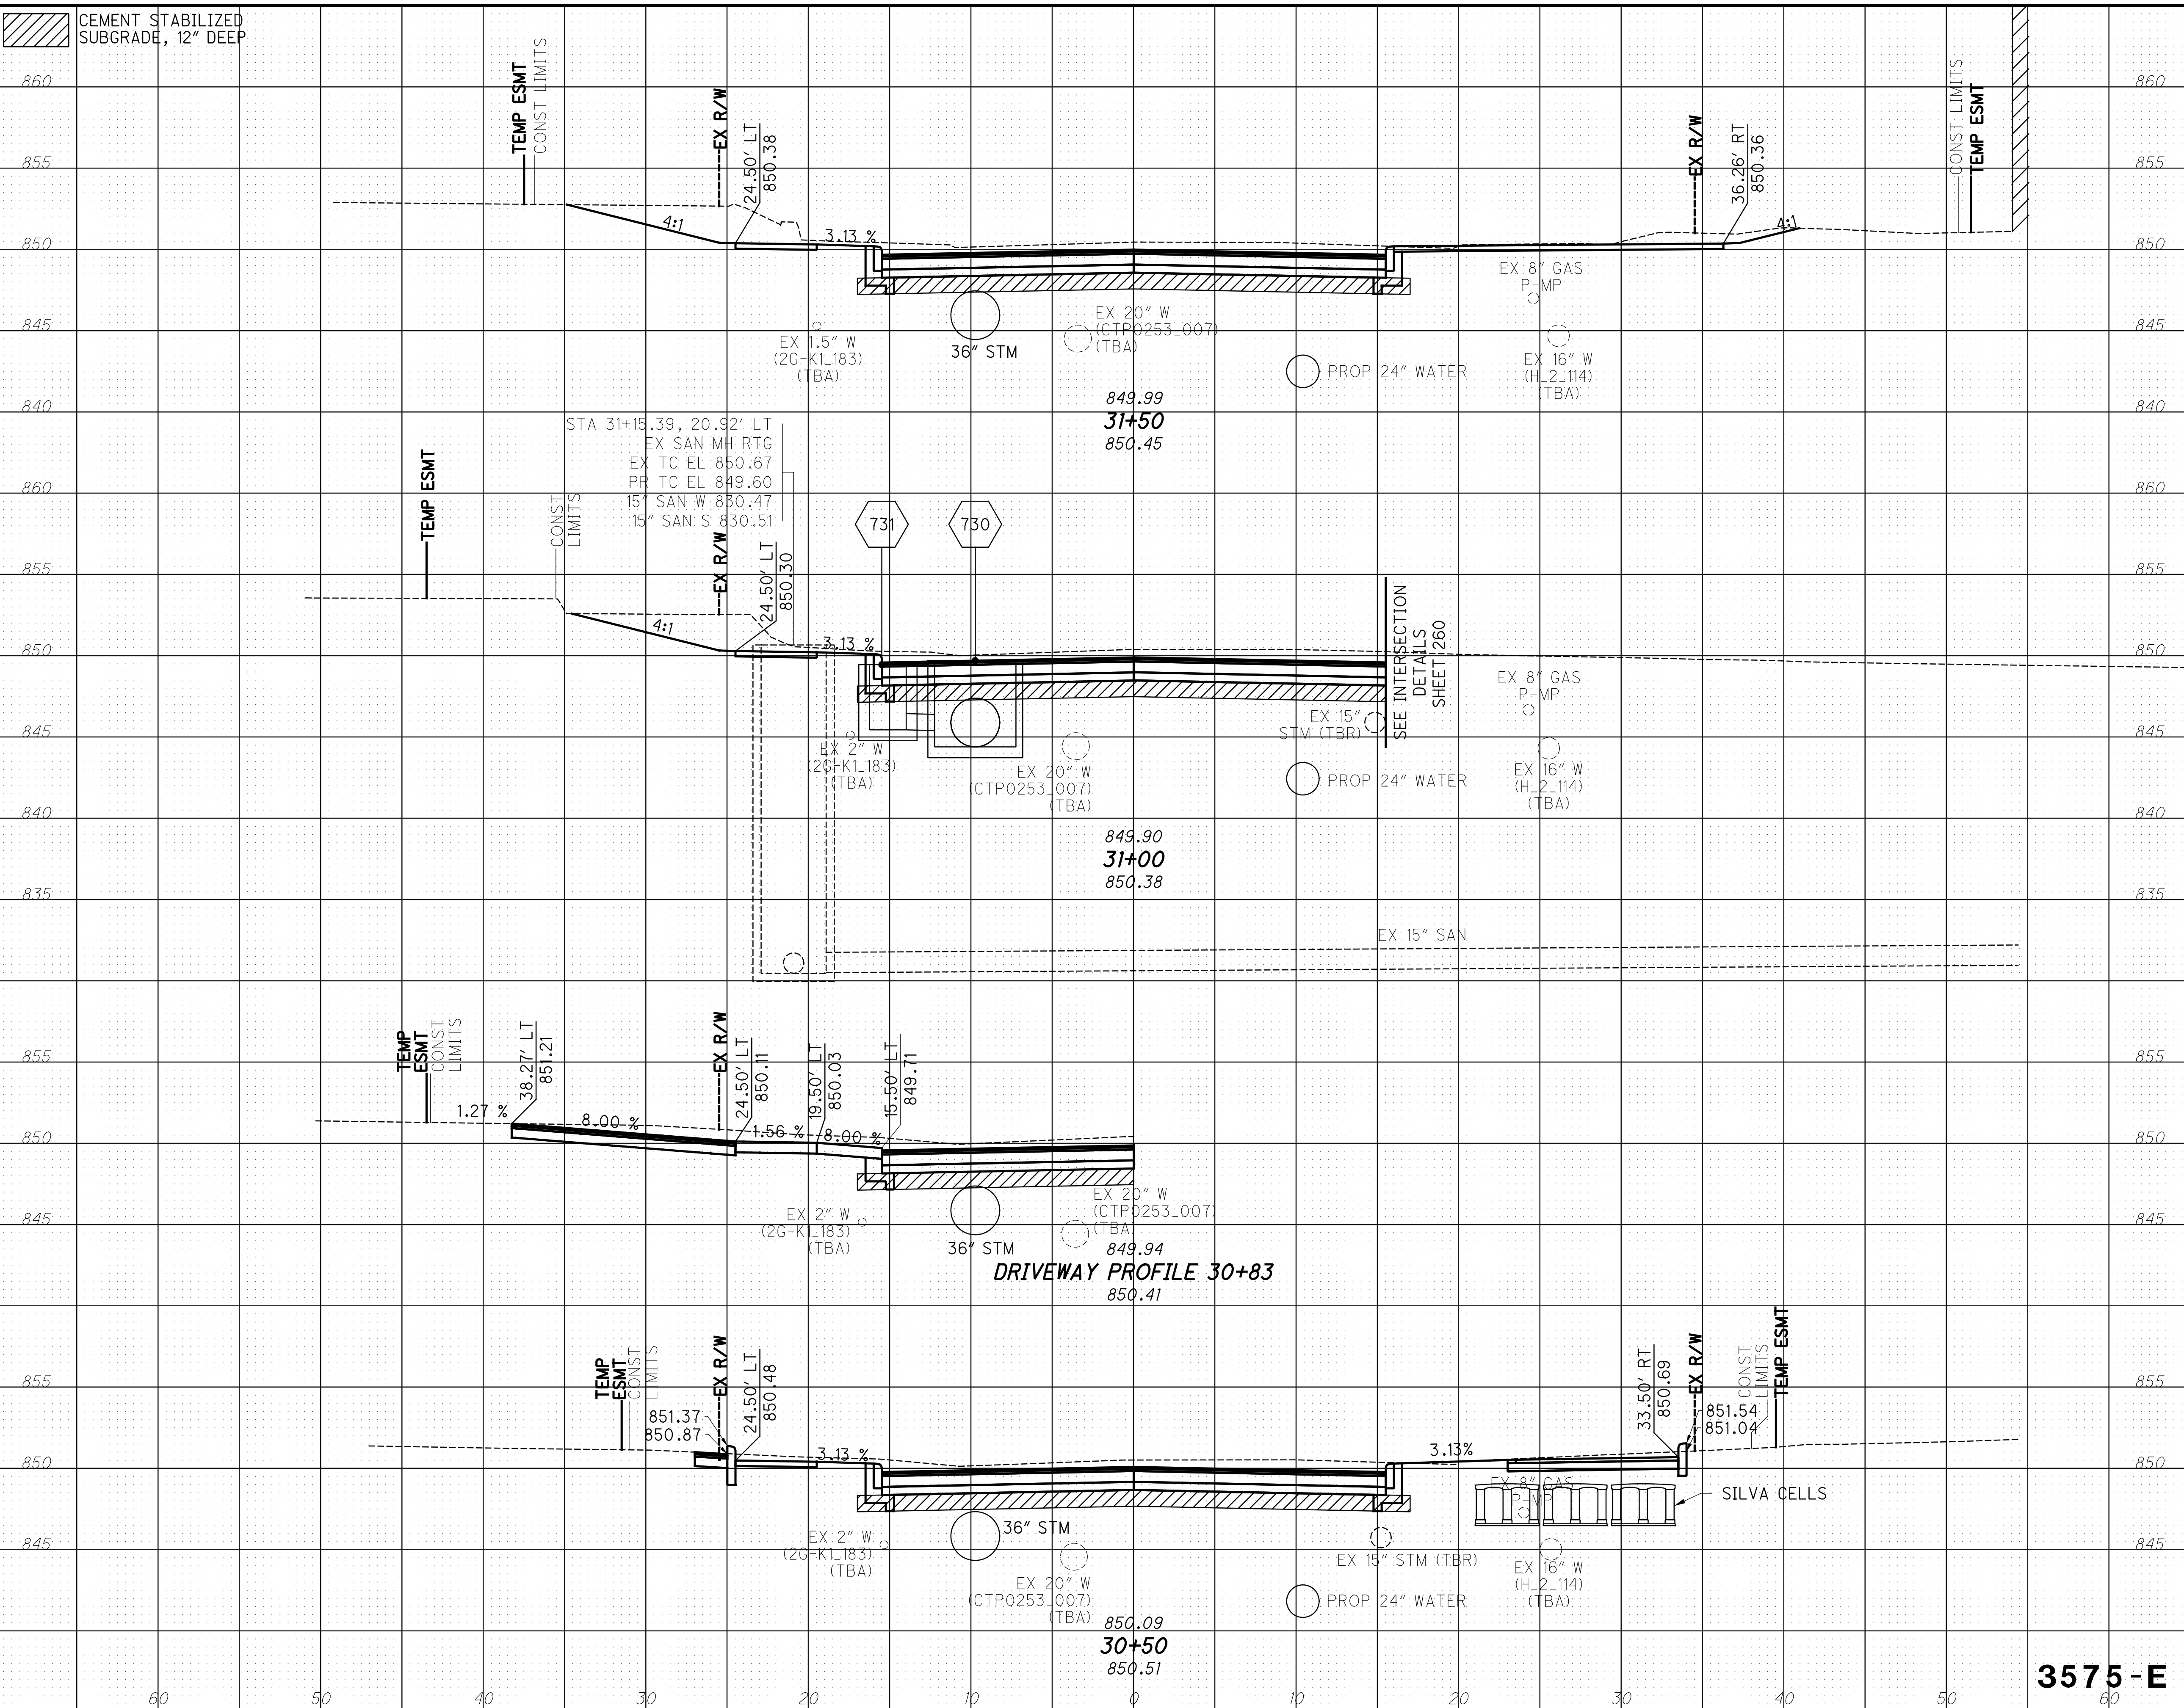 CEMENT STABILIZED
SUBGRADE, 12" DEEP
860
860
855
855
850
850
845
845
840
840
TEMP ESMT
CONST LIMITS
EX R/W
24.50' LT
850.38
4:1
3.13 %
EX R/W
36.26' RT
850.36
4:1
CONST LIMITS
TEMP ESMT
EX 8" GAS
P-MP
EX 1.5" W
(2G-K1_183)
(TBA)
36" STM
EX 20" W
(CTP0253_007)
(TBA)
PROP 24" WATER
EX 16" W
(H_2_114)
(TBA)
849.99
31+50
850.45
STA 31+15.39, 20.92' LT
EX SAN MH RTG
EX TC EL 850.67
PR TC EL 849.60
15" SAN W 830.47
15" SAN S 830.51
860
860
855
855
850
850
845
845
840
840
835
835
TEMP ESMT
CONST
LIMITS
EX R/W
24.50' LT
850.30
731
730
4:1
3.13 %
SEE INTERSECTION
DETAILS
SHEET 260
EX 8" GAS
P-MP
EX 15"
STM (TBR)
EX 2" W
(2G-K1_183)
(TBA)
EX 20" W
(CTP0253_007)
(TBA)
PROP 24" WATER
EX 16" W
(H_2_114)
(TBA)
849.90
31+00
850.38
EX 15" SAN
855
855
850
850
845
845
TEMP
ESMT
CONST
LIMITS
38.27' LT
851.21
EX R/W
24.50' LT
850.11
19.50' LT
850.03
15.50' LT
849.71
1.27 %
8.00 %
1.56 %
8.00 %
EX 2" W
(2G-K1_183)
(TBA)
36" STM
EX 20" W
(CTP0253_007)
(TBA)
849.94
DRIVEWAY PROFILE 30+83
850.41
855
855
850
850
845
845
TEMP
ESMT
CONST
LIMITS
EX R/W
24.50' LT
850.48
851.37
850.87
3.13 %
3.13%
33.50' RT
850.69
EX R/W
CONST
LIMITS
TEMP ESMT
851.54
851.04
EX 8" GAS
P-MP
SILVA CELLS
EX 2" W
(2G-K1_183)
(TBA)
36" STM
EX 20" W
(CTP0253_007)
(TBA)
EX 15" STM (TBR)
PROP 24" WATER
EX 16" W
(H_2_114)
(TBA)
850.09
30+50
850.51
3575-E
60
50
40
30
20
10
0
10
20
30
40
50
60